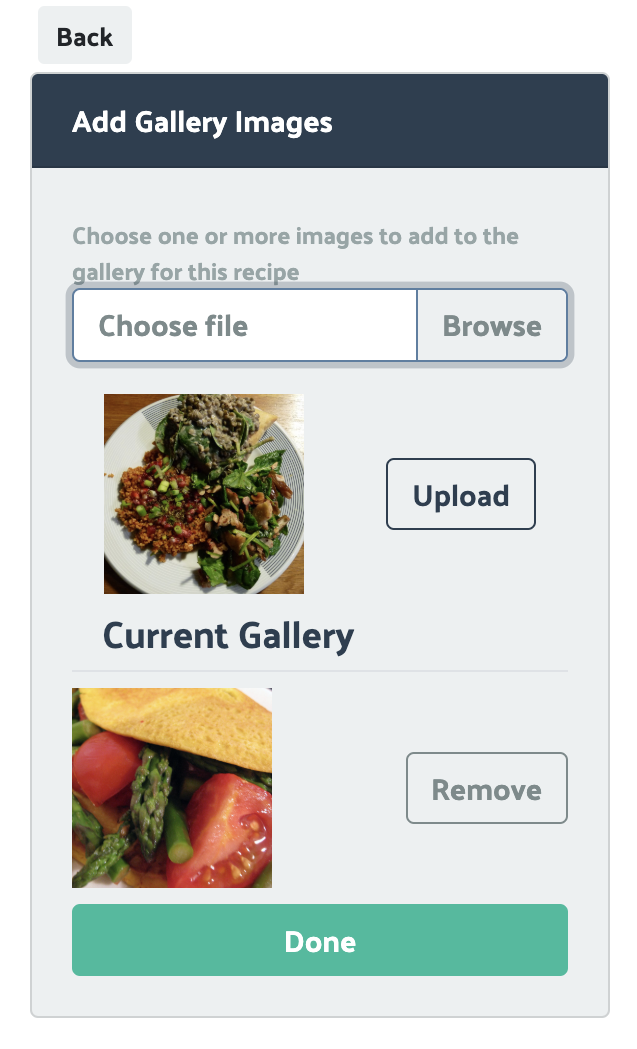 Back
Add Gallery Images
Choose one or more images to add to the
gallery for this recipe
Choose file
Browse
Upload
Current Gallery
Remove
Done